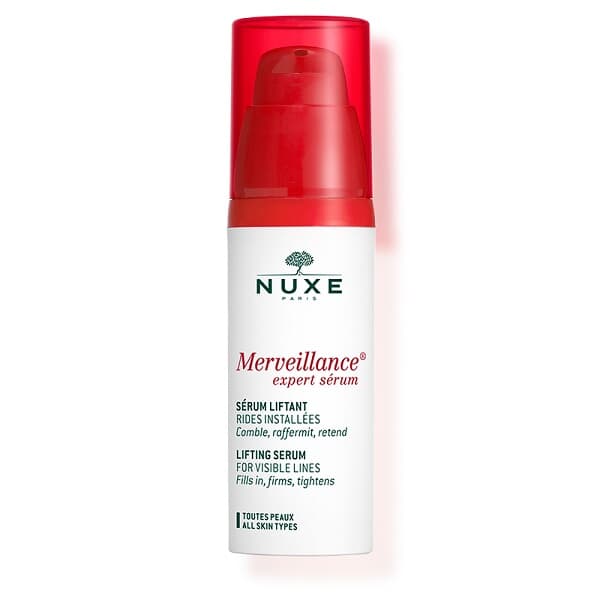 NUXE
PARIS
Merveillance®
expert sérum
SÉRUM LIFTANT
RIDES INSTALLÉES
Comble, raffermit, retend
LIFTING SERUM
FOR VISIBLE LINES
Fills in, firms, tightens
TOUTES PEAUX
ALL SKIN TYPES